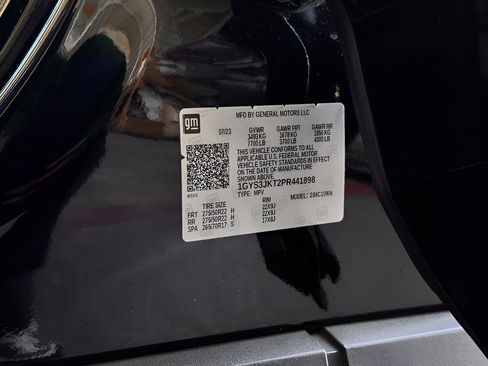 gm
MFD BY GENERAL MOTORS LLC
07/23 GVWR GAWR FRT GAWR RR
3493 KG 1678 KG 1950 KG
7700 LB 3700 LB 4300 LB
THIS VEHICLE CONFORMS TO ALL
APPLICABLE U.S. FEDERAL MOTOR
VEHICLE SAFETY STANDARDS IN EFFECT
ON THE DATE OF MANUFACTURE
SHOWN ABOVE.
1GYS3JKT2PR441898
TYPE: MPV MODEL:
TIRE SIZE RIM
FRT 275/50R22 H 22X9J
RR 275/50R22 H 22X9J
SPA 265/70R17 S 17X8J